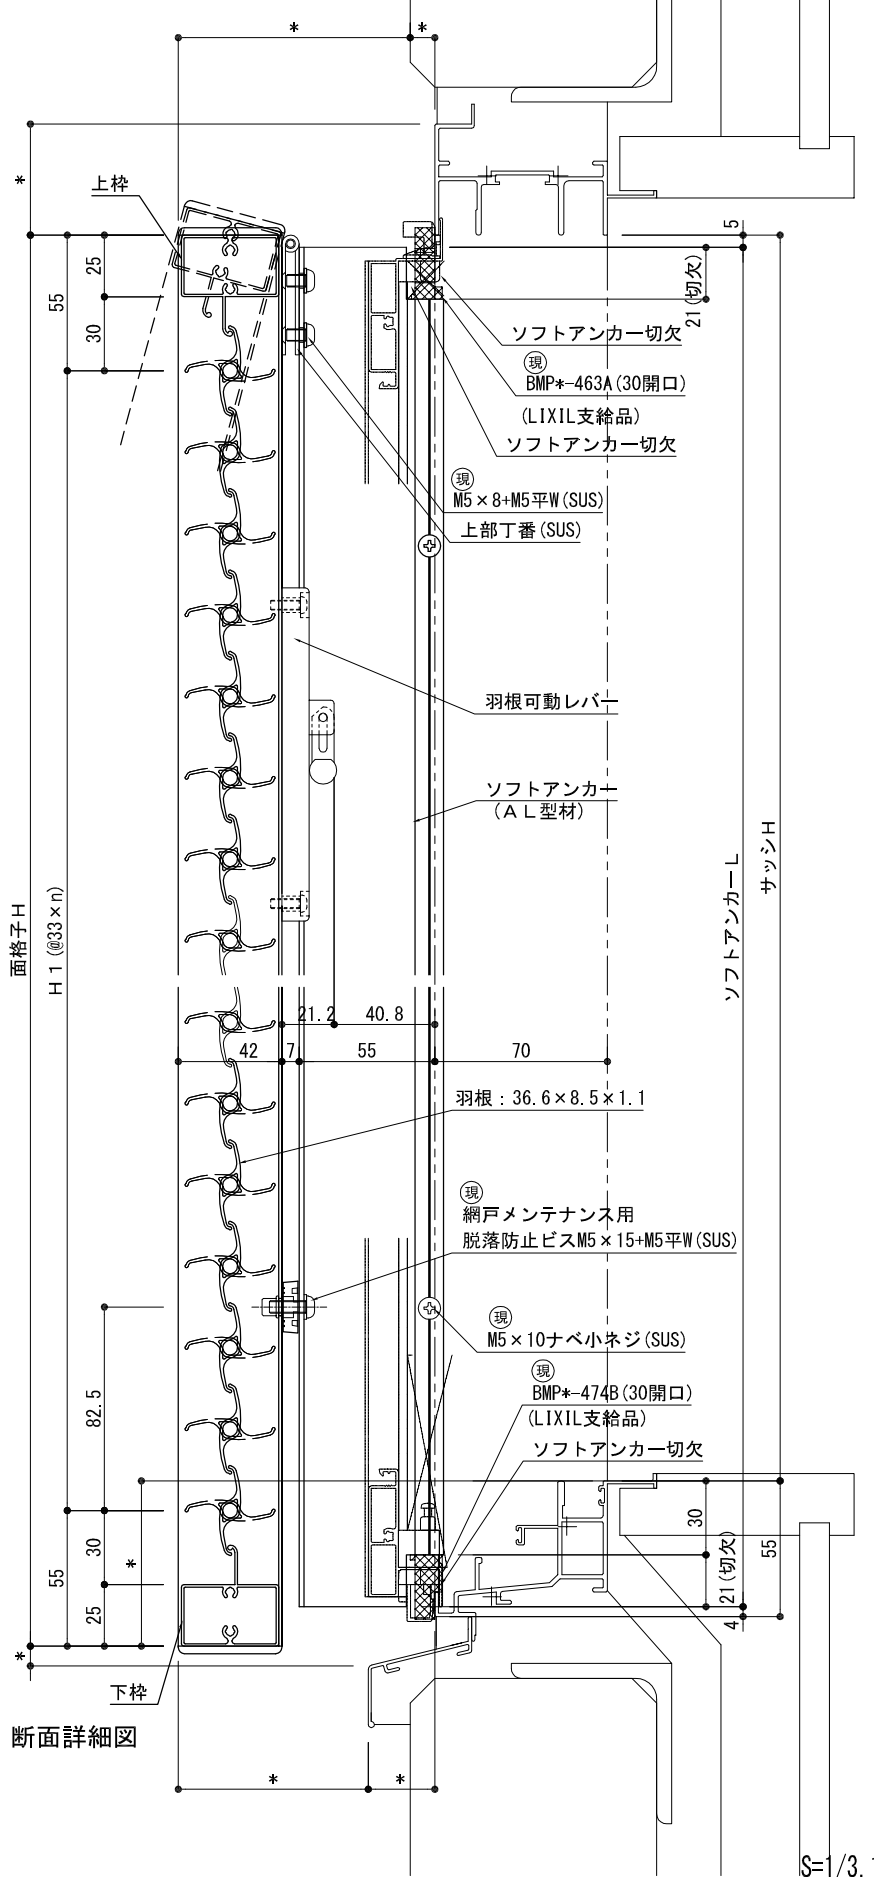 *
*
*
上枠
5
25
55
30
21(切欠)
ソフトアンカー切欠
現
BMP*-463A(30開口)
(LIXIL支給品)
ソフトアンカー切欠
現
M5×8+M5平W(SUS)
上部丁番(SUS)
羽根可動レバー
ソフトアンカー
(AL型材)
サッシH
ソフトアンカーL
面格子H
H1(@33×n)
21.2
40.8
42
7
55
70
羽根：36.6×8.5×1.1
現
網戸メンテナンス用
脱落防止ビスM5×15+M5平W(SUS)
現
M5×10ナベ小ネジ(SUS)
現
BMP*-474B(30開口)
(LIXIL支給品)
ソフトアンカー切欠
82.5
30
55
30
*
55
21(切欠)
25
4
*
下枠
断面詳細図
*
*
S=1/3.